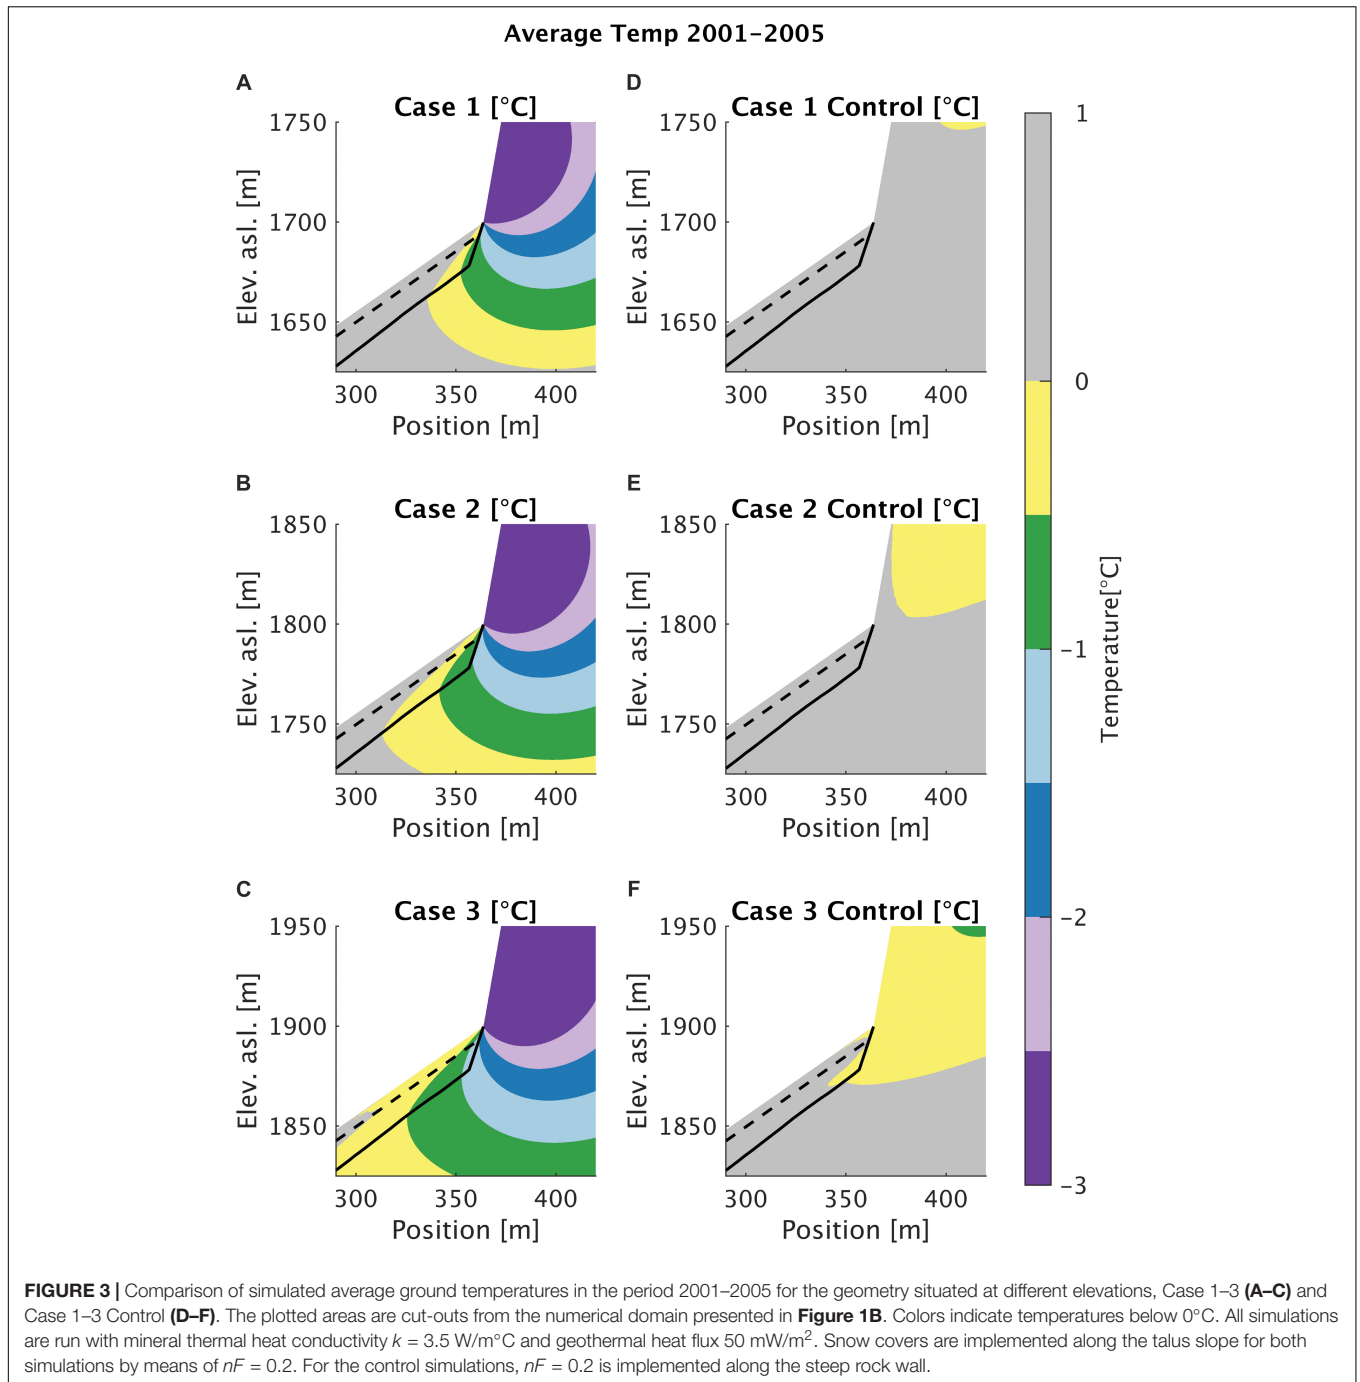 Average Temp 2001–2005
A
Case 1 [°C]
1750
1700
1650
Elev. asl. [m]
300 350 400
Position [m]
D
Case 1 Control [°C]
1750
1700
1650
Elev. asl. [m]
300 350 400
Position [m]
B
Case 2 [°C]
1850
1800
1750
Elev. asl. [m]
300 350 400
Position [m]
E
Case 2 Control [°C]
1850
1800
1750
Elev. asl. [m]
300 350 400
Position [m]
C
Case 3 [°C]
1950
1900
1850
Elev. asl. [m]
300 350 400
Position [m]
F
Case 3 Control [°C]
1950
1900
1850
Elev. asl. [m]
300 350 400
Position [m]
1
0
-1
-2
-3
Temperature[°C]
FIGURE 3 | Comparison of simulated average ground temperatures in the period 2001–2005 for the geometry situated at different elevations, Case 1–3 (A–C) and
Case 1–3 Control (D–F). The plotted areas are cut-outs from the numerical domain presented in Figure 1B. Colors indicate temperatures below 0°C. All simulations
are run with mineral thermal heat conductivity k = 3.5 W/m°C and geothermal heat flux 50 mW/m². Snow covers are implemented along the talus slope for both
simulations by means of nF = 0.2. For the control simulations, nF = 0.2 is implemented along the steep rock wall.